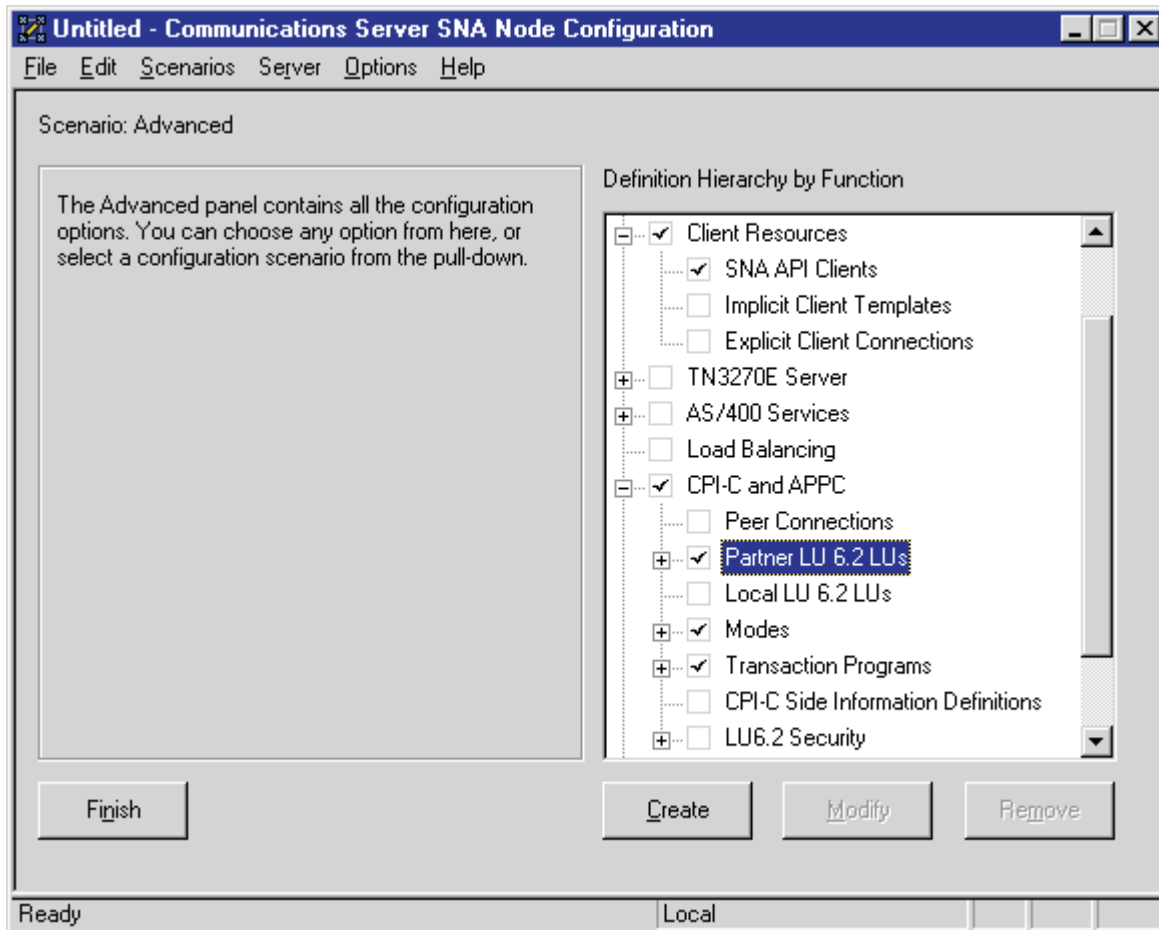 Untitled - Communications Server SNA Node Configuration
File Edit Scenarios Server Options Help
Scenario: Advanced
The Advanced panel contains all the configuration
options. You can choose any option from here, or
select a configuration scenario from the pull-down.
Definition Hierarchy by Function
Client Resources
SNA API Clients
Implicit Client Templates
Explicit Client Connections
TN3270E Server
AS/400 Services
Load Balancing
CPI-C and APPC
Peer Connections
Partner LU 6.2 LUs
Local LU 6.2 LUs
Modes
Transaction Programs
CPI-C Side Information Definitions
LU6.2 Security
Finish
Create
Modify
Remove
Ready
Local